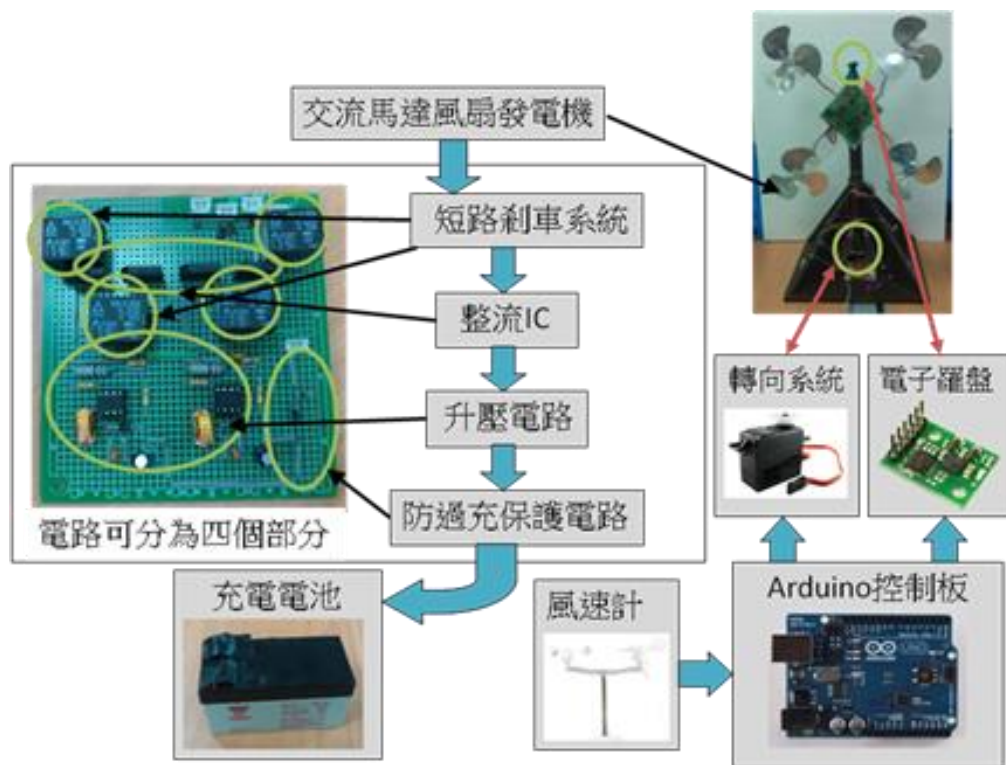 交流馬達風扇發電機
短路剎車系統
整流IC
升壓電路
防過充保護電路
電路可分為四個部分
轉向系統
電子羅盤
充電電池
風速計
Arduino控制板
ARDUINO
UNO